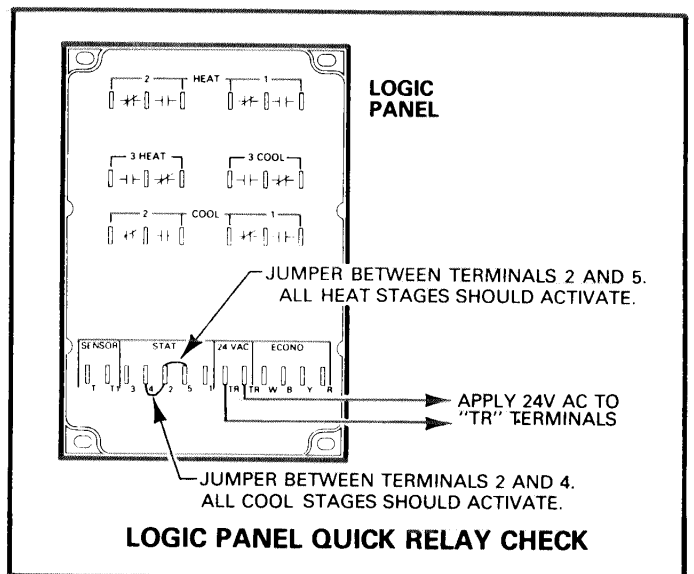 2 HEAT 1
LOGIC
PANEL
3 HEAT 3 COOL
2 COOL 1
JUMPER BETWEEN TERMINALS 2 AND 5.
ALL HEAT STAGES SHOULD ACTIVATE.
SENSOR STAT 24 VAC ECONO
T T1 3 4 2 5 1 TR TR W B Y R
APPLY 24V AC TO
"TR" TERMINALS
JUMPER BETWEEN TERMINALS 2 AND 4.
ALL COOL STAGES SHOULD ACTIVATE.
LOGIC PANEL QUICK RELAY CHECK